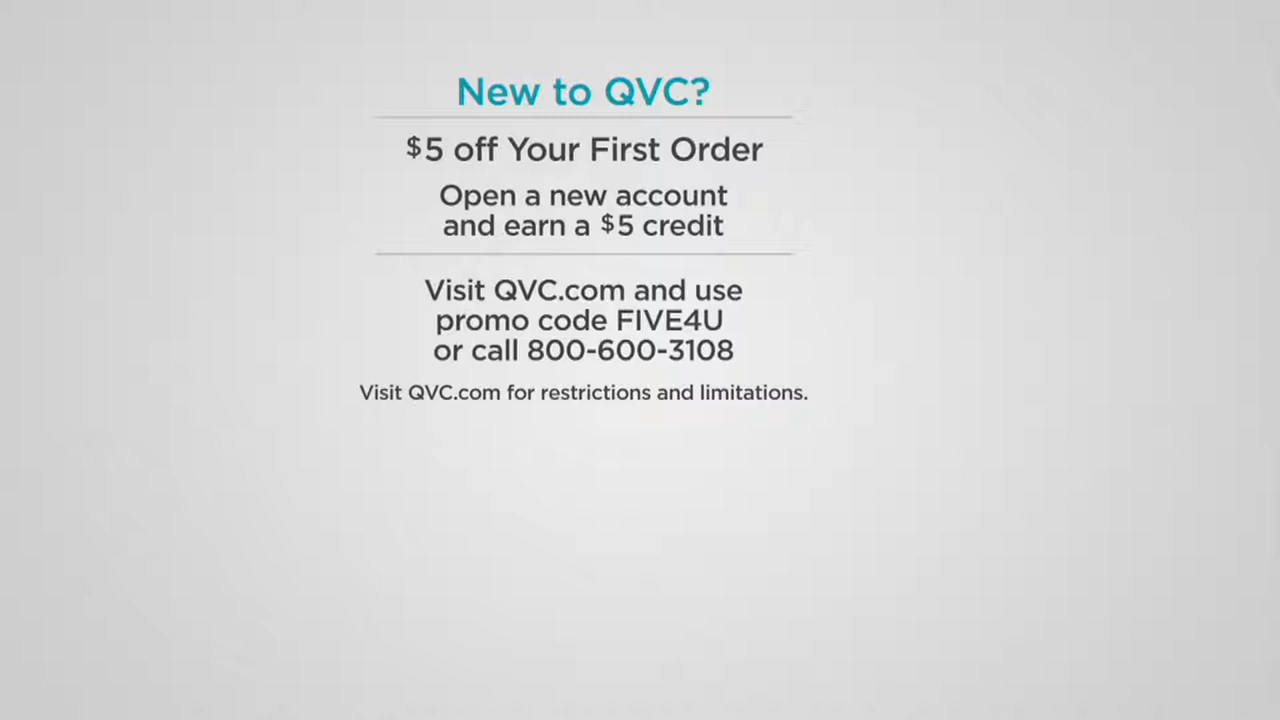 New to QVC?
$5 off Your First Order
Open a new account
and earn a $5 credit
Visit QVC.com and use
promo code FIVE4U
or call 800-600-3108
Visit QVC.com for restrictions and limitations.